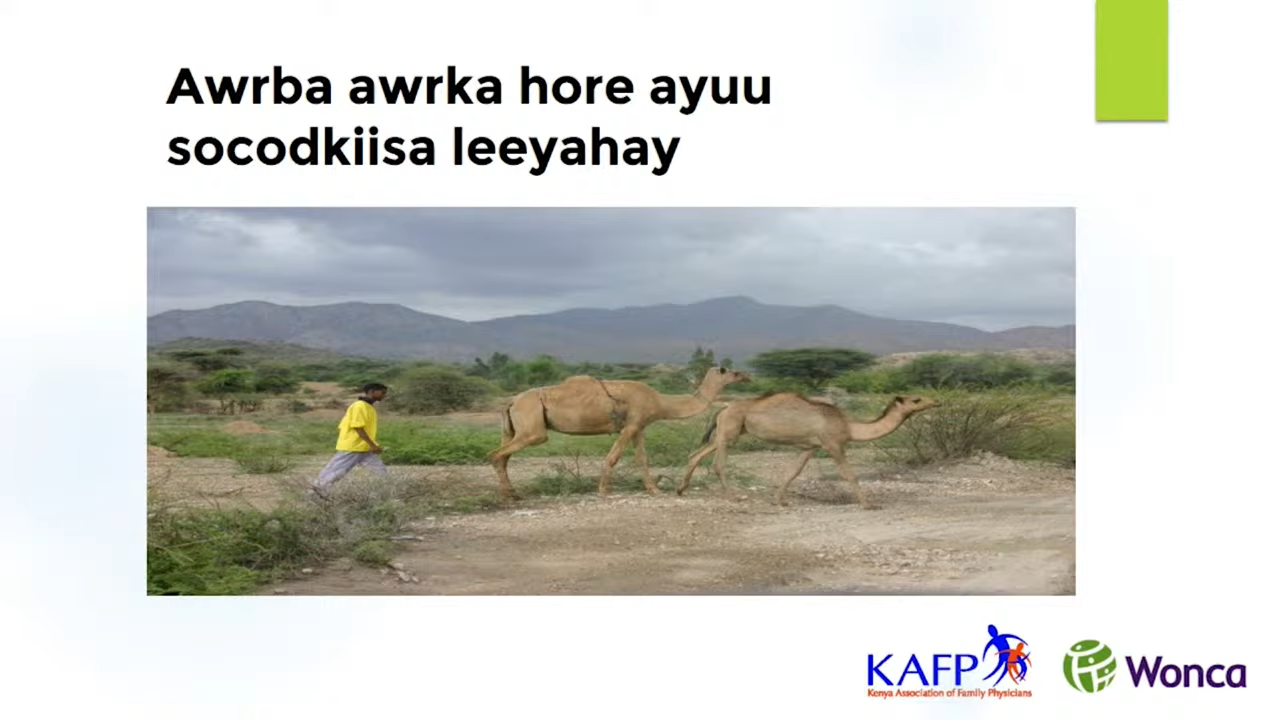 Awrba awrka hore ayuu
socodkiisa leeyahay
KAFP
Kenya Association of Family Physicians
Wonca